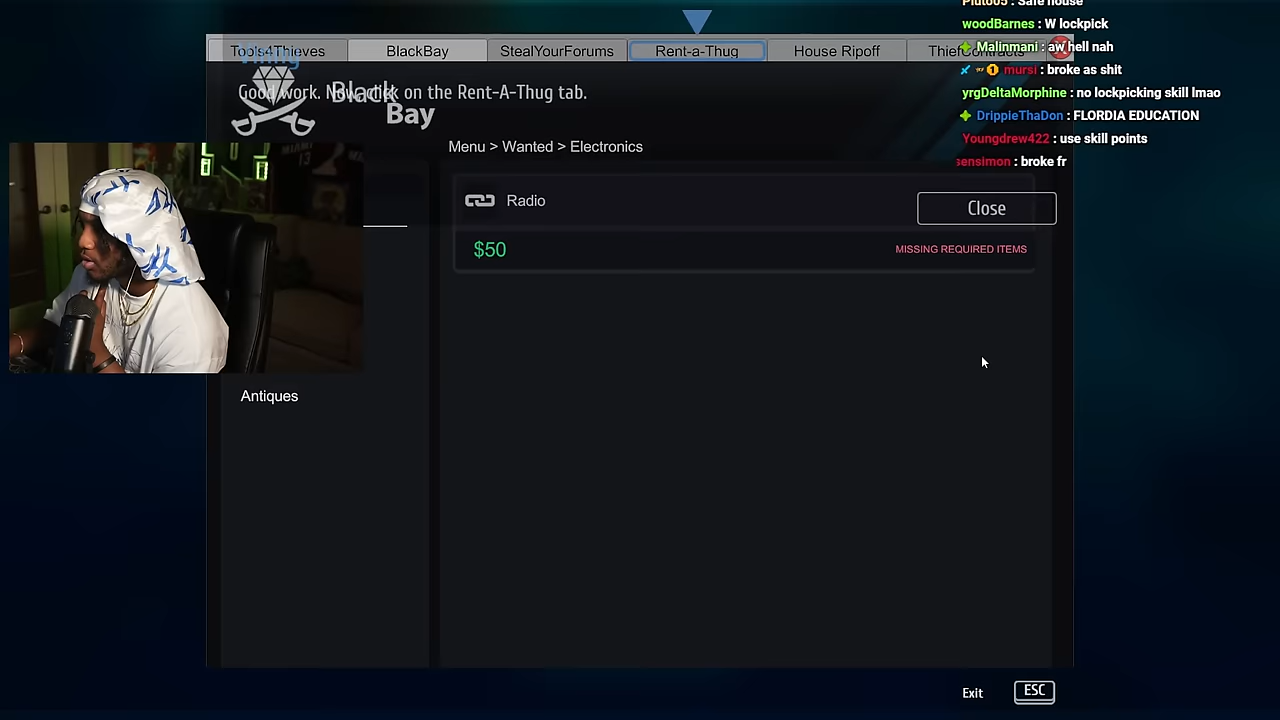 Tools4Thieves
BlackBay
StealYourForums
Rent-a-Thug
House Ripoff
Good work. Now, click on the Rent-A-Thug tab.
Black
Bay
Menu > Wanted > Electronics
Radio
Close
$50
MISSING REQUIRED ITEMS
Antiques
Exit
ESC
Pluto05 : Safe house
woodBarnes : W lockpick
Malinmani : aw hell nah
mursi : broke as shit
yrgDeltaMorphine : no lockpicking skill lmao
DrippieThaDon : FLORDIA EDUCATION
Youngdrew422 : use skill points
sensimon : broke fr
MIAMI
13